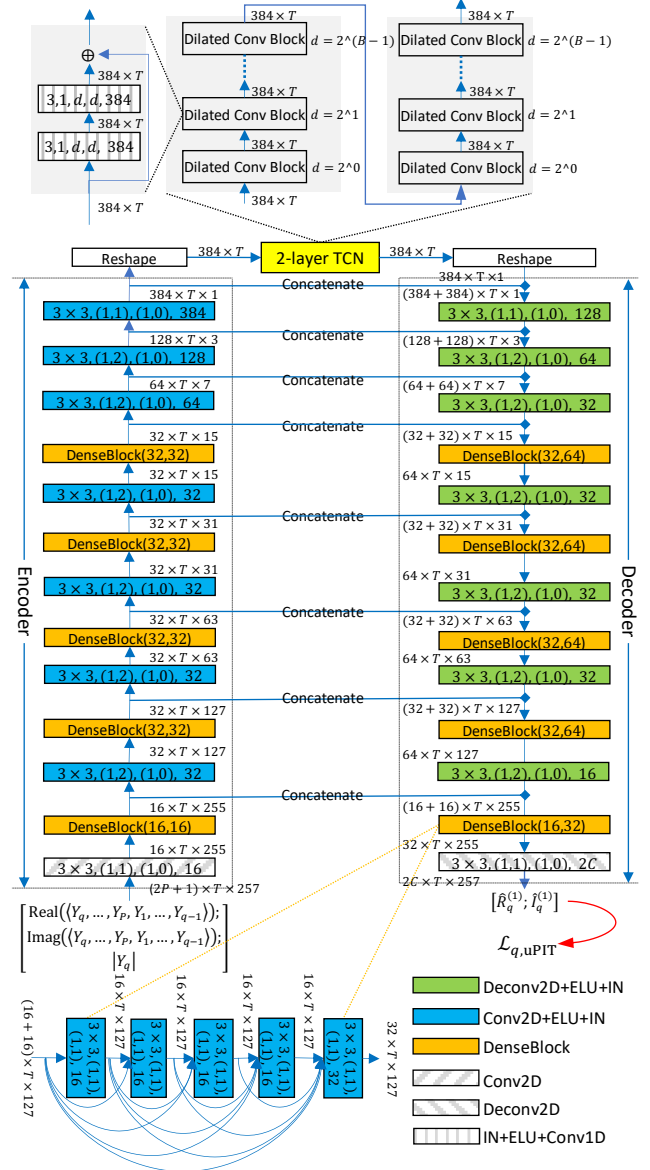 384 × T
⊕
384 × T
3,1, d, d, 384
384 × T
3,1, d, d, 384
384 × T
384 × T
Dilated Conv Block d = 2^(B − 1)
384 × T
384 × T
Dilated Conv Block d = 2^1
384 × T
Dilated Conv Block d = 2^0
384 × T
384 × T
Dilated Conv Block d = 2^(B − 1)
384 × T
384 × T
Dilated Conv Block d = 2^1
384 × T
Dilated Conv Block d = 2^0
384 × T
Reshape 384 × T 2-layer TCN 384 × T Reshape
Concatenate 384 × T × 1
384 × T × 1 (384 + 384) × T × 1
3 × 3, (1,1), (1,0), 384 3 × 3, (1,1), (1,0), 128
Concatenate
128 × T × 3 (128 + 128) × T × 3
3 × 3, (1,2), (1,0), 128 3 × 3, (1,2), (1,0), 64
Concatenate
64 × T × 7 (64 + 64) × T × 7
3 × 3, (1,2), (1,0), 64 3 × 3, (1,2), (1,0), 32
Concatenate
32 × T × 15 (32 + 32) × T × 15
DenseBlock(32,32) DenseBlock(32,64)
32 × T × 15 64 × T × 15
3 × 3, (1,2), (1,0), 32 3 × 3, (1,2), (1,0), 32
Concatenate
32 × T × 31 (32 + 32) × T × 31
DenseBlock(32,32) DenseBlock(32,64)
32 × T × 31 64 × T × 31
3 × 3, (1,2), (1,0), 32 3 × 3, (1,2), (1,0), 32
Encoder
Decoder
Concatenate
32 × T × 63 (32 + 32) × T × 63
DenseBlock(32,32) DenseBlock(32,64)
32 × T × 63 64 × T × 63
3 × 3, (1,2), (1,0), 32 3 × 3, (1,2), (1,0), 32
Concatenate
32 × T × 127 (32 + 32) × T × 127
DenseBlock(32,32) DenseBlock(32,64)
32 × T × 127 64 × T × 127
3 × 3, (1,2), (1,0), 32 3 × 3, (1,2), (1,0), 16
Concatenate
16 × T × 255 (16 + 16) × T × 255
DenseBlock(16,16) DenseBlock(16,32)
16 × T × 255 32 × T × 255
3 × 3, (1,1), (1,0), 16 3 × 3, (1,1), (1,0), 2C
(2P + 1) × T × 257 2C × T × 257
[Real(⟨Y_q, … , Y_P, Y_1, … , Y_{q−1}⟩);
Imag(⟨Y_q, … , Y_P, Y_1, … , Y_{q−1}⟩);
|Y_q|]
[R̂_q^(1); Î_q^(1)]
ℒ_{q,uPIT}
(16 + 16) × T × 127
3 × 3, (1,1), (1,1), 16
16 × T × 127
3 × 3, (1,1), (1,1), 16
16 × T × 127
3 × 3, (1,1), (1,1), 16
16 × T × 127
3 × 3, (1,1), (1,1), 16
16 × T × 127
3 × 3, (1,1), (1,1), 32
32 × T × 127
Deconv2D+ELU+IN
Conv2D+ELU+IN
DenseBlock
Conv2D
Deconv2D
IN+ELU+Conv1D